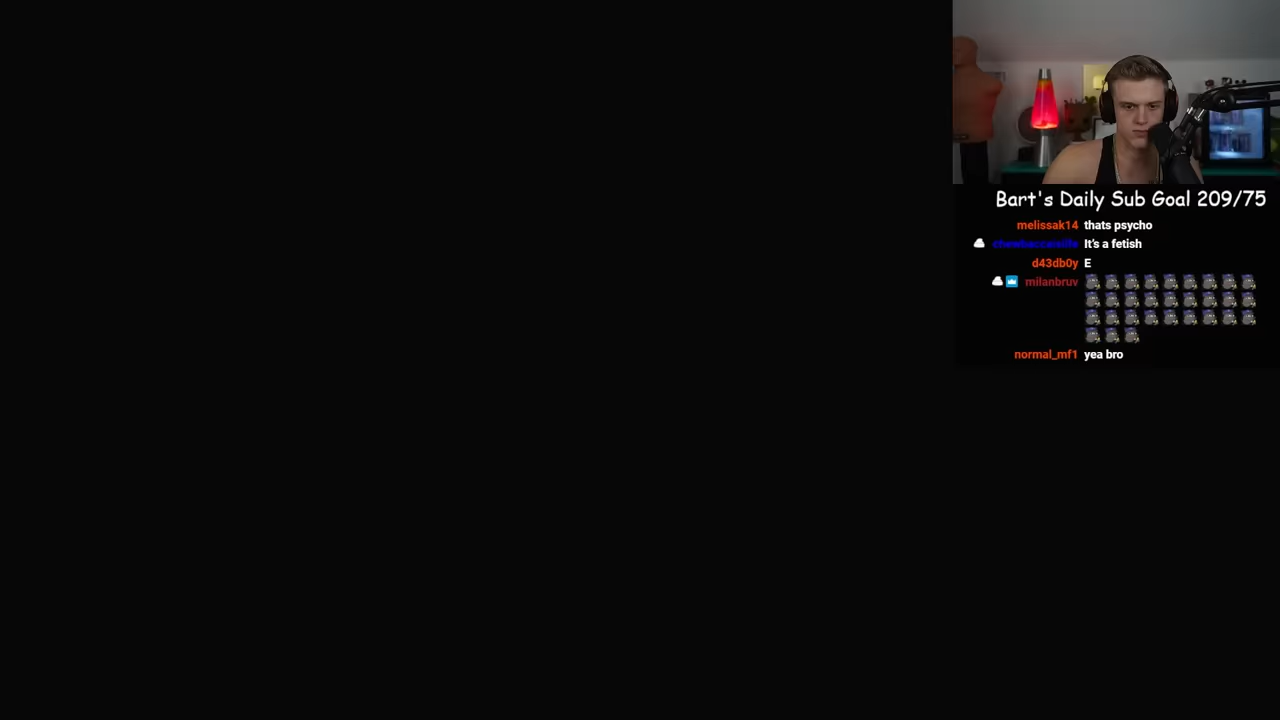 Bart's Daily Sub Goal 209/75
melissak14 thats psycho
It's a fetish
d43db0y E
milanbruv
normal_mf1 yea bro